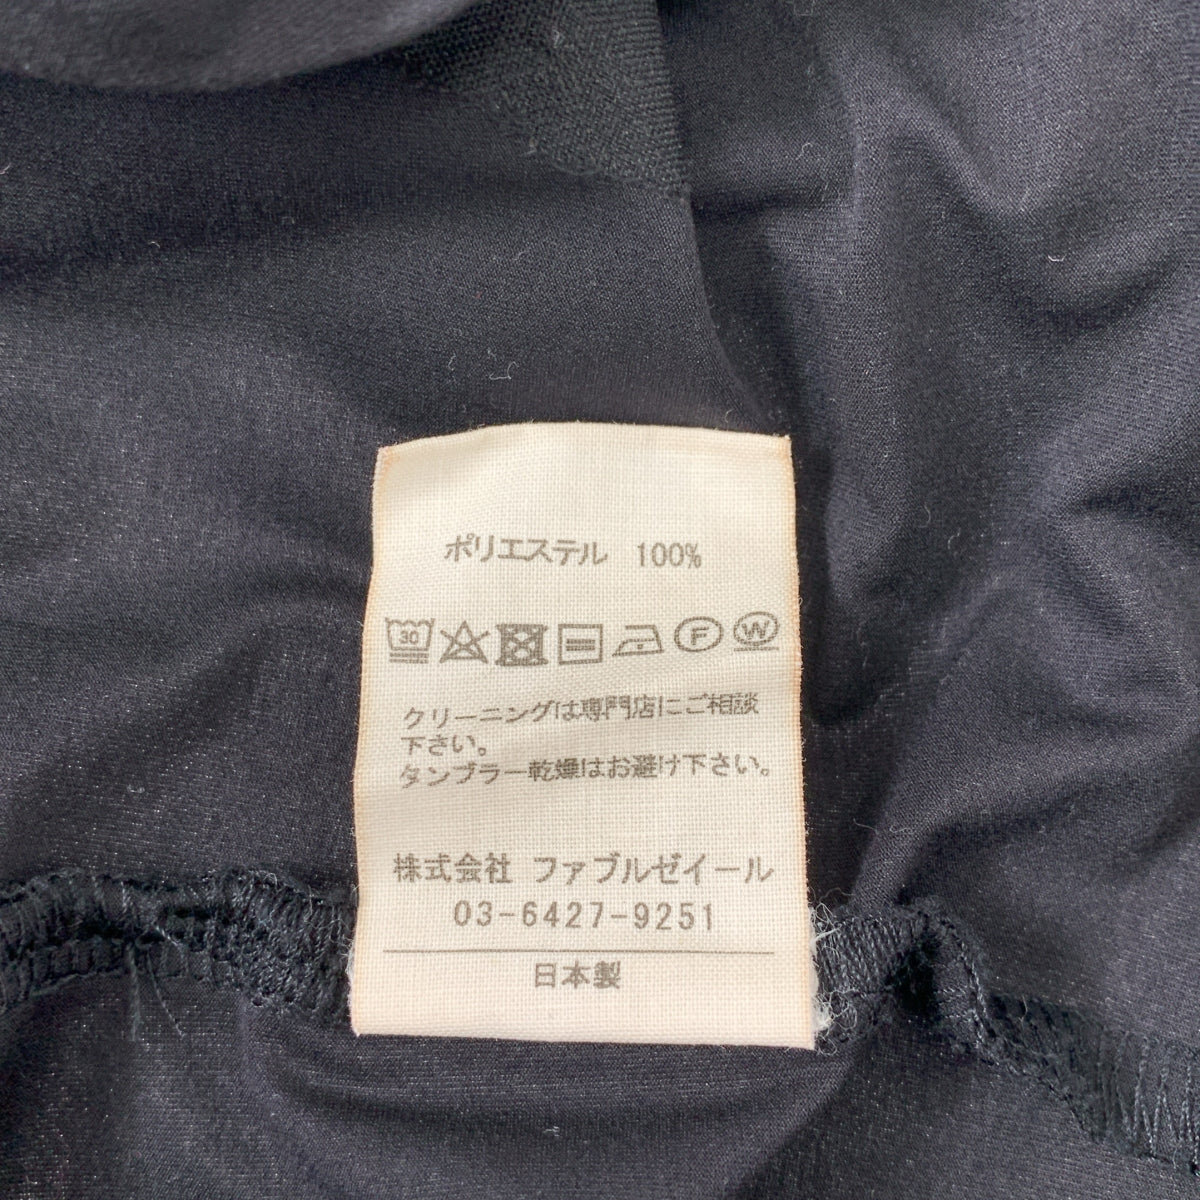 ポリエステル 100%
30 F W
クリーニングは専門店にご相談
下さい。
タンブラー乾燥はお避け下さい。
株式会社 ファブルゼイール
03-6427-9251
日本製